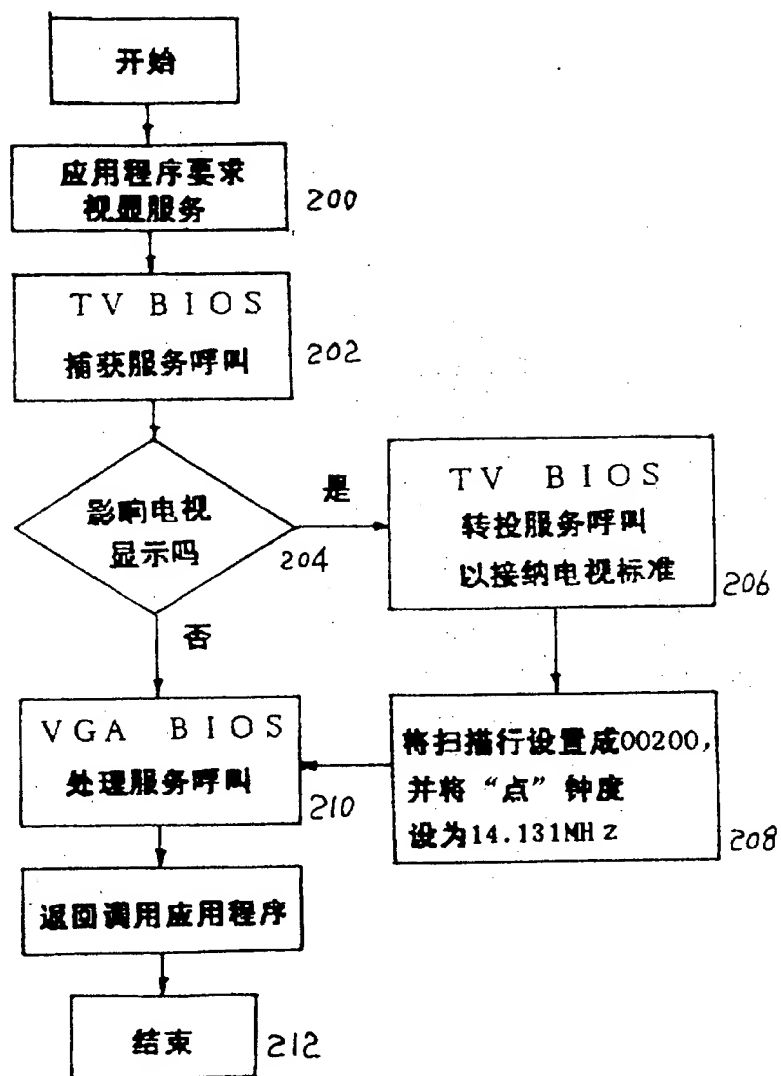 开始
应用程序要求
视显服务
200
TV BIOS
捕获服务呼叫
202
影响电视
显示吗
204
是
TV BIOS
转投服务呼叫
以接纳电视标准
206
否
将扫描行设置成00200,
并将“点”钟度
设为14.131MHz
208
VGA BIOS
处理服务呼叫
210
返回调用应用程序
结束
212